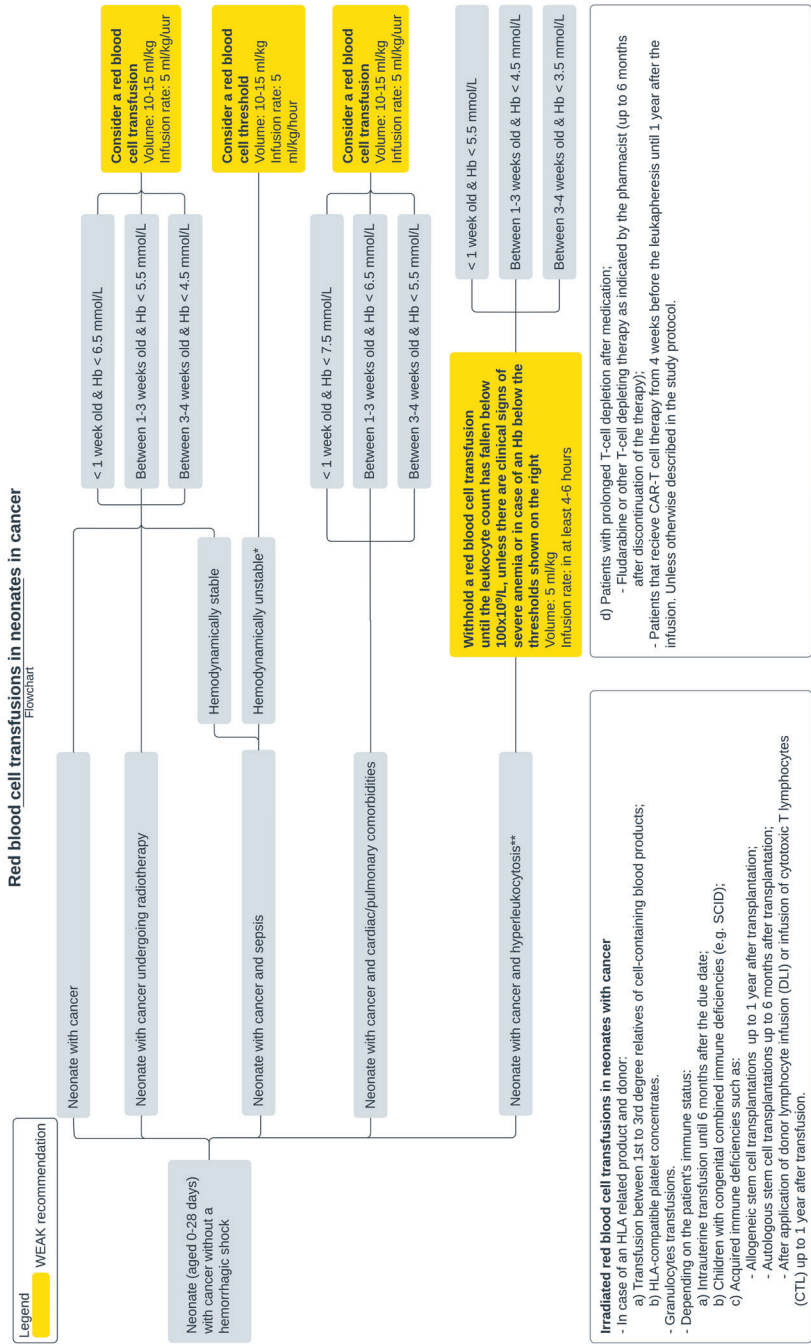 Red blood cell transfusions in neonates in cancer
Flowchart
Legend
WEAK recommendation
Neonate (aged 0-28 days)
with cancer without a
hemorrhagic shock
Neonate with cancer
Neonate with cancer undergoing radiotherapy
Neonate with cancer and sepsis
Neonate with cancer and cardiac/pulmonary comorbidities
Neonate with cancer and hyperleukocytosis**
Hemodynamically stable
Hemodynamically unstable*
< 1 week old & Hb < 6.5 mmol/L
Between 1-3 weeks old & Hb < 5.5 mmol/L
Between 3-4 weeks old & Hb < 4.5 mmol/L
Consider a red blood
cell transfusion
Volume: 10-15 ml/kg
Infusion rate: 5 ml/kg/uur
Consider a red blood
cell threshold
Volume: 10-15 ml/kg
Infusion rate: 5
ml/kg/hour
< 1 week old & Hb < 7.5 mmol/L
Between 1-3 weeks old & Hb < 6.5 mmol/L
Between 3-4 weeks old & Hb < 5.5 mmol/L
Consider a red blood
cell transfusion
Volume: 10-15 ml/kg
Infusion rate: 5 ml/kg/uur
Withhold a red blood cell transfusion
until the leukocyte count has fallen below
100x10⁹/L, unless there are clinical signs of
severe anemia or in case of an Hb below the
thresholds shown on the right
Volume: 5 ml/kg
Infusion rate: in at least 4-6 hours
< 1 week old & Hb < 5.5 mmol/L
Between 1-3 weeks old & Hb < 4.5 mmol/L
Between 3-4 weeks old & Hb < 3.5 mmol/L
Irradiated red blood cell transfusions in neonates with cancer
- In case of an HLA related product and donor:
a) Transfusion between 1st to 3rd degree relatives of cell-containing blood products;
b) HLA-compatible platelet concentrates.
- Granulocytes transfusions.
- Depending on the patient's immune status:
a) Intrauterine transfusion until 6 months after the due date;
b) Children with congenital combined immune deficiencies (e.g. SCID);
c) Acquired immune deficiencies such as:
- Allogeneic stem cell transplantations up to 1 year after transplantation;
- Autologous stem cell transplantations up to 6 months after transplantation;
- After application of donor lymphocyte infusion (DLI) or infusion of cytotoxic T lymphocytes
(CTL) up to 1 year after transfusion.
d) Patients with prolonged T-cell depletion after medication;
- Fludarabine or other T-cell depleting therapy as indicated by the pharmacist (up to 6 months
after discontinuation of the therapy);
- Patients that recieve CAR-T cell therapy from 4 weeks before the leukapheresis until 1 year after the
infusion. Unless otherwise described in the study protocol.